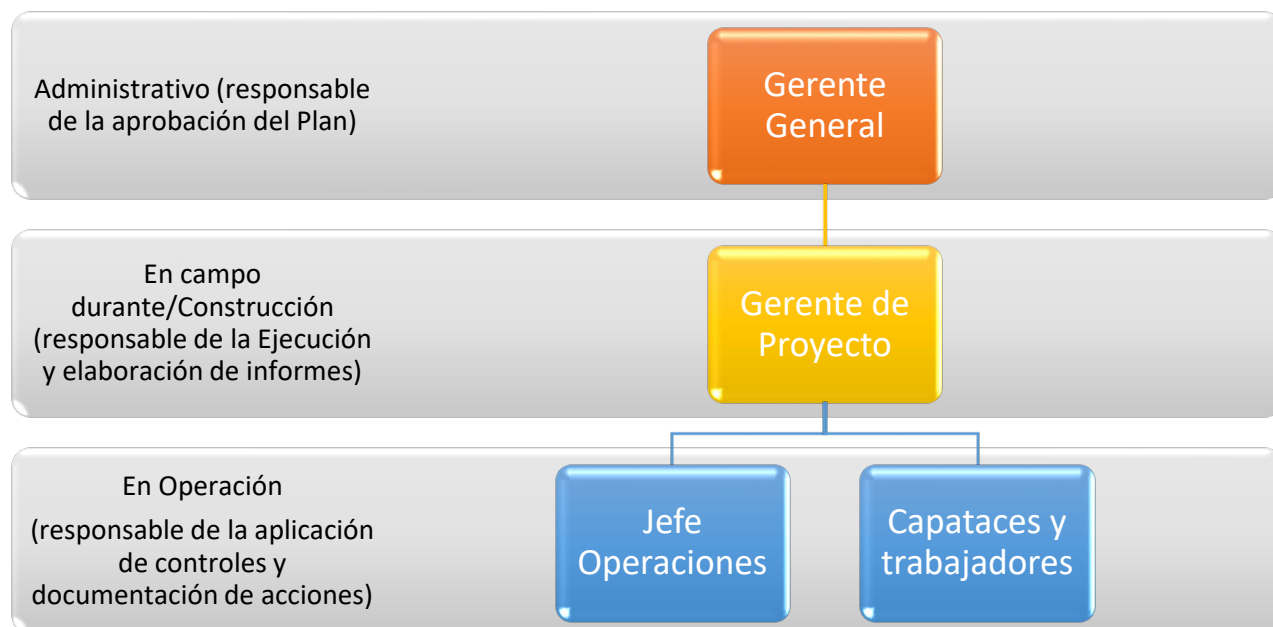 Administrativo (responsable
de la aprobación del Plan)
Gerente
General
En campo
durante/Construcción
(responsable de la Ejecución
y elaboración de informes)
Gerente de
Proyecto
En Operación
(responsable de la aplicación
de controles y
documentación de acciones)
Jefe
Operaciones
Capataces y
trabajadores